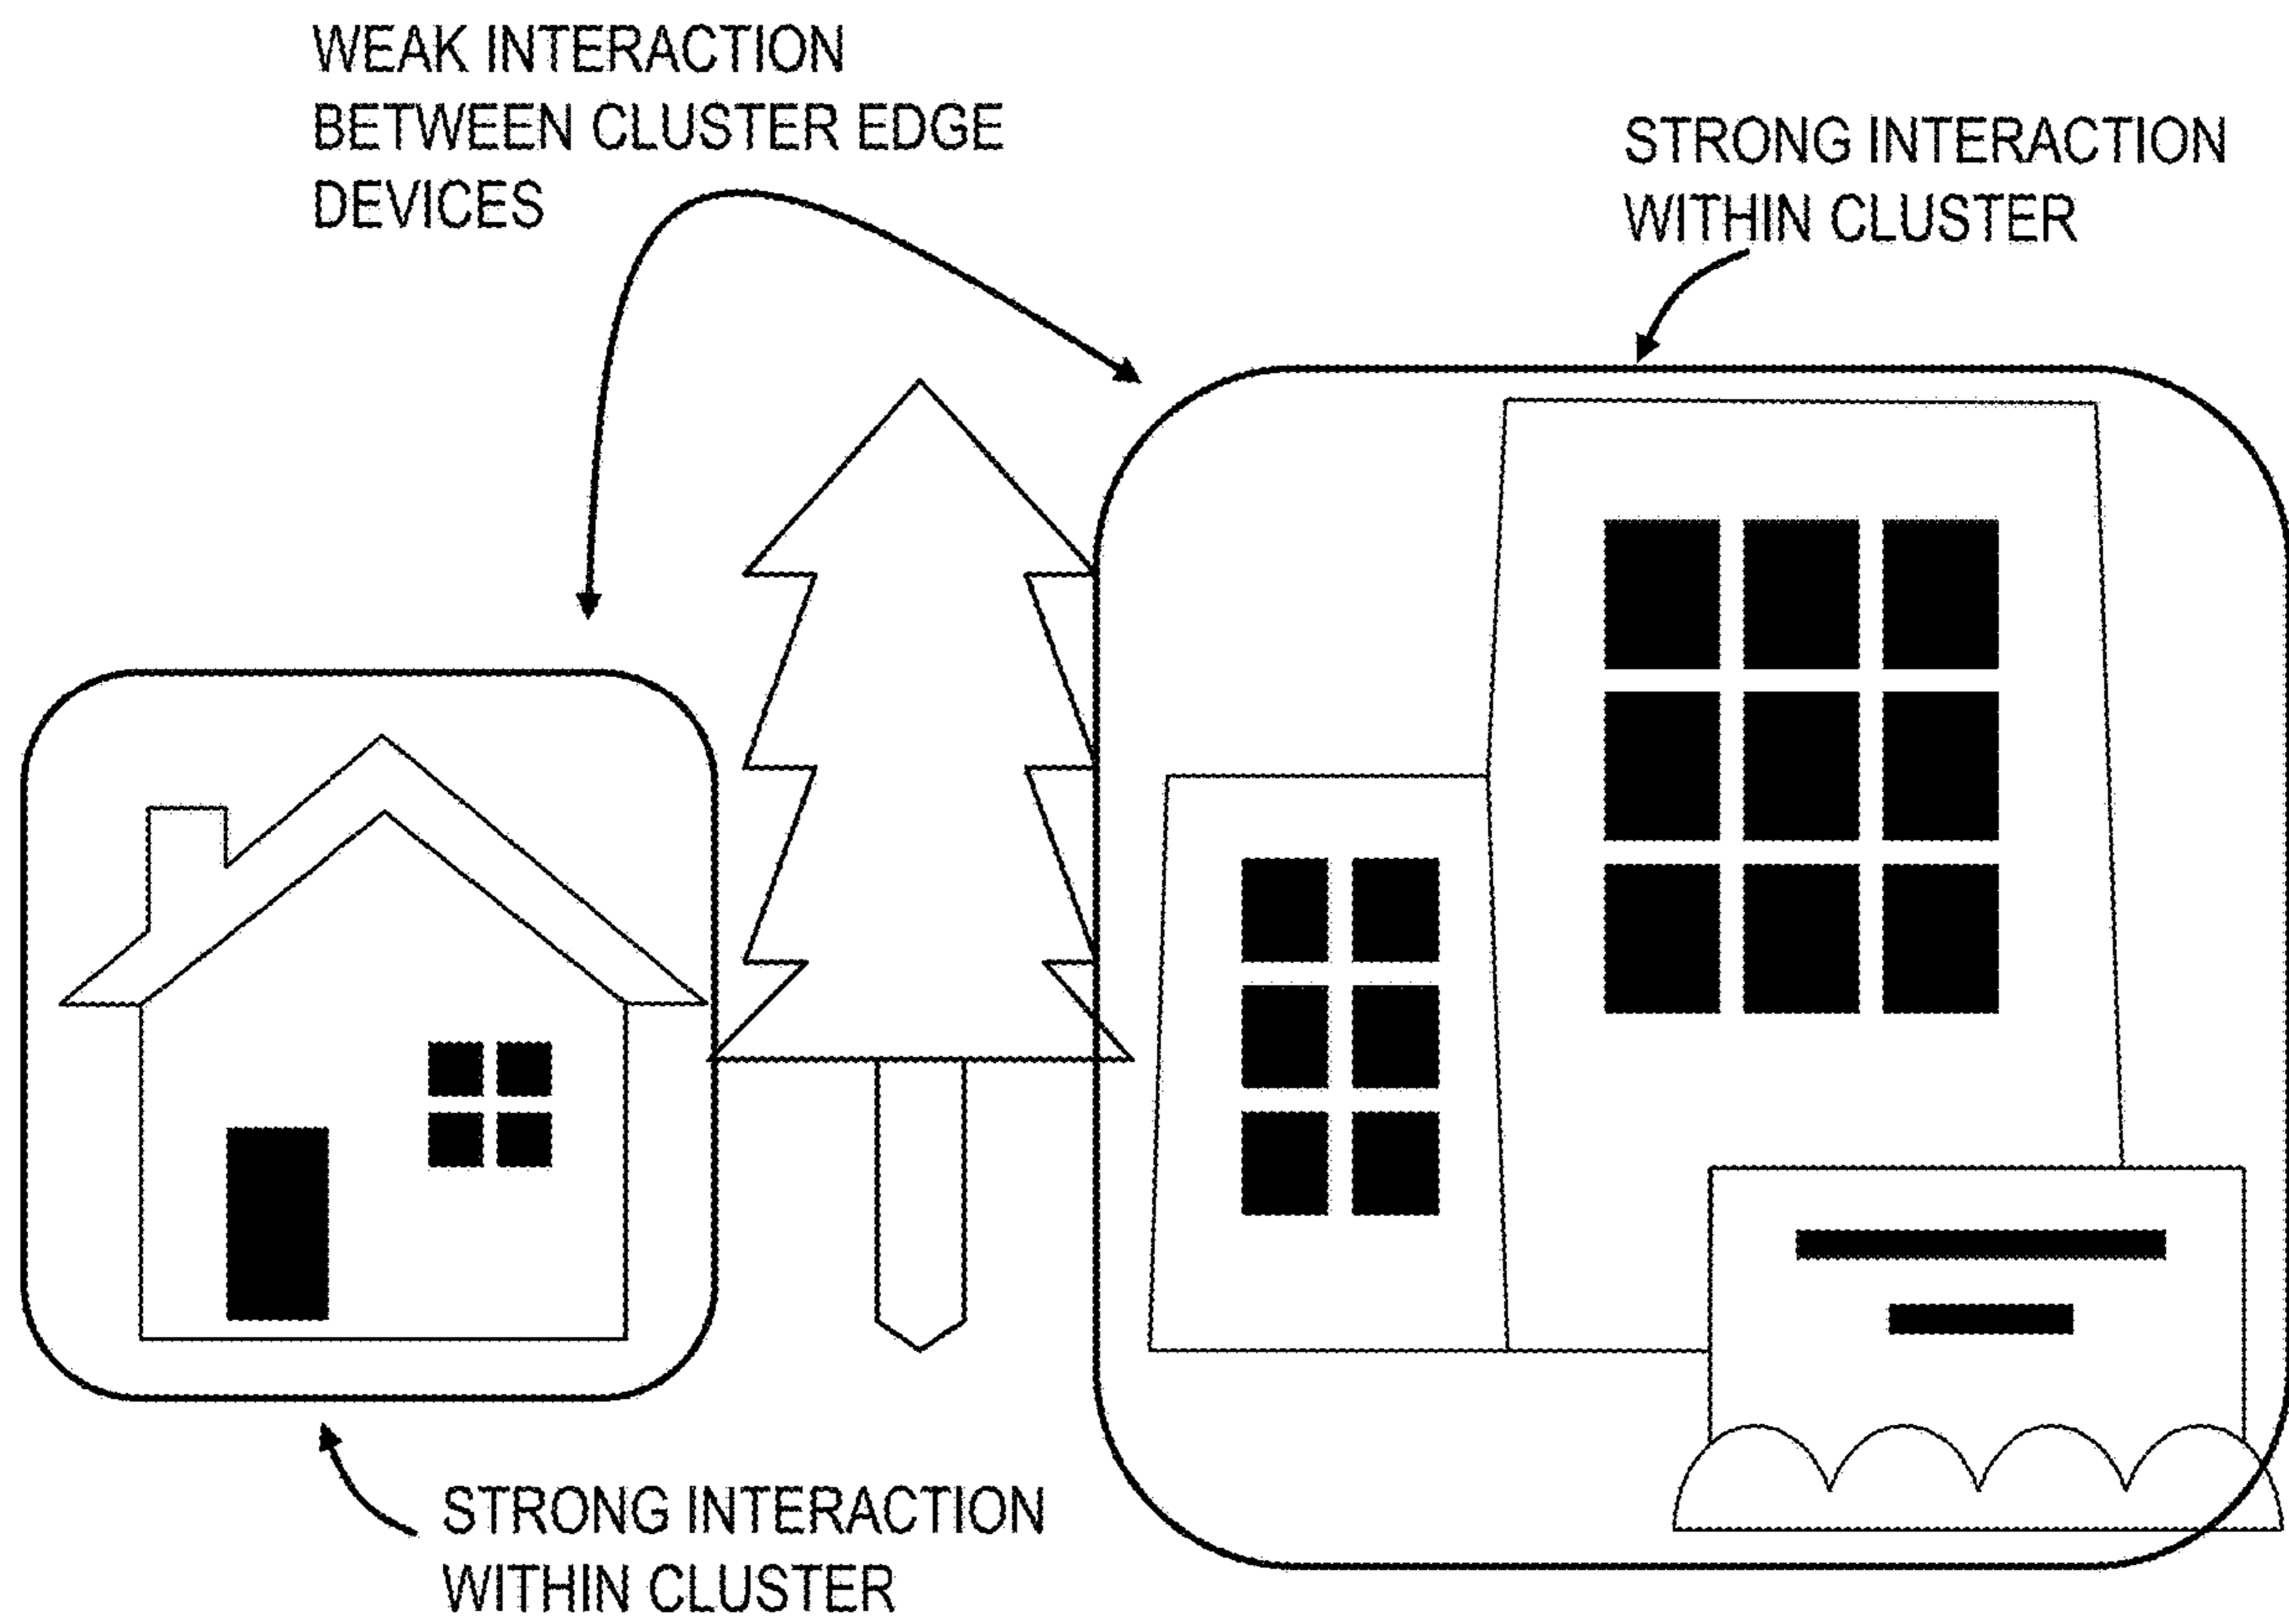 WEAK INTERACTION
BETWEEN CLUSTER EDGE
DEVICES
STRONG INTERACTION
WITHIN CLUSTER
STRONG INTERACTION
WITHIN CLUSTER